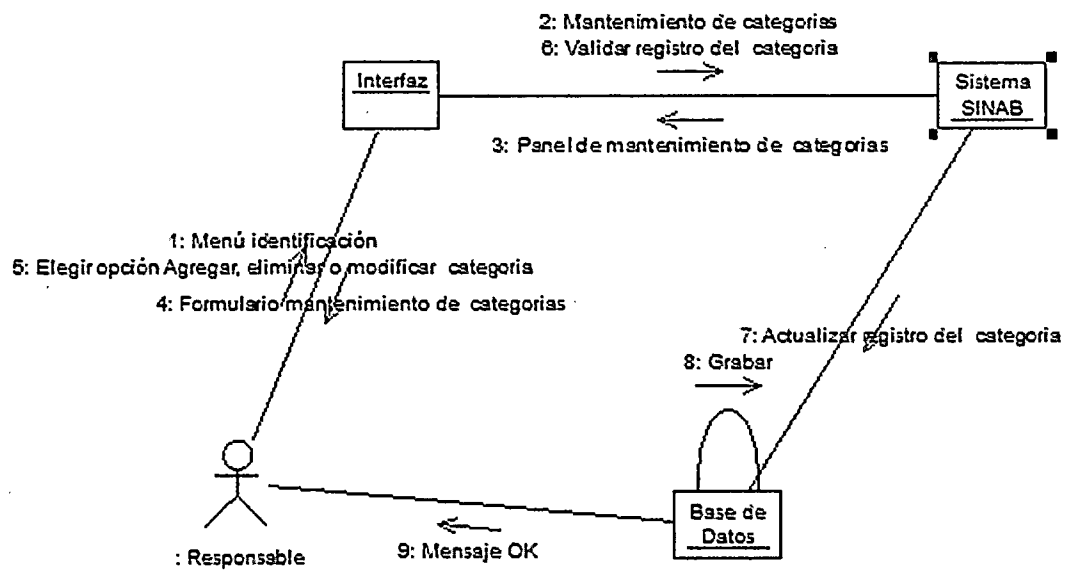 2: Mantenimiento de categorias
6: Validar registro del categoria
Interfaz
Sistema
SINAB
3: Panel de mantenimiento de categorias
1: Menú identificación
5: Elegir opción Agregar, eliminar o modificar categoria
4: Formulario mantenimiento de categorias
7: Actualizar registro del categoria
8: Grabar
Base de
Datos
9: Mensaje OK
: Responsable